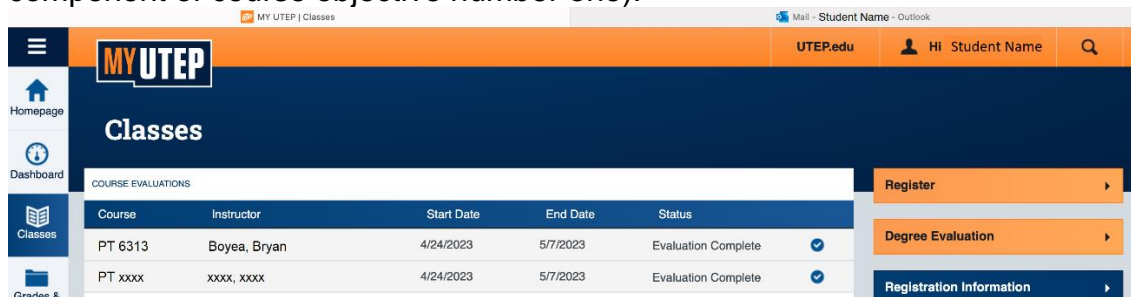 component of course objective number one).
MY UTEP | Classes
Mail - Student Name - Outlook
MY UTEP
UTEP.edu
Hi Student Name
Homepage
Classes
Dashboard
COURSE EVALUATIONS
Register
Course Instructor Start Date End Date Status
Classes
PT 6313 Boyea, Bryan 4/24/2023 5/7/2023 Evaluation Complete
Degree Evaluation
PT xxxx xxxx, xxxx 4/24/2023 5/7/2023 Evaluation Complete
Registration Information
Grades &